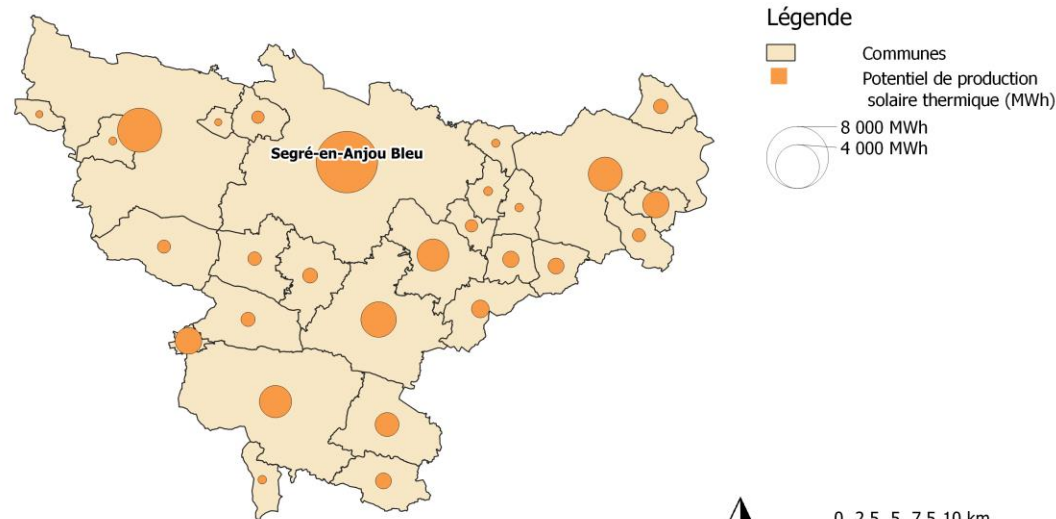 Légende
Communes
Potentiel de production
solaire thermique (MWh)
8 000 MWh
4 000 MWh
Segré-en-Anjou Bleu
0 2,5 5 7,5 10 km